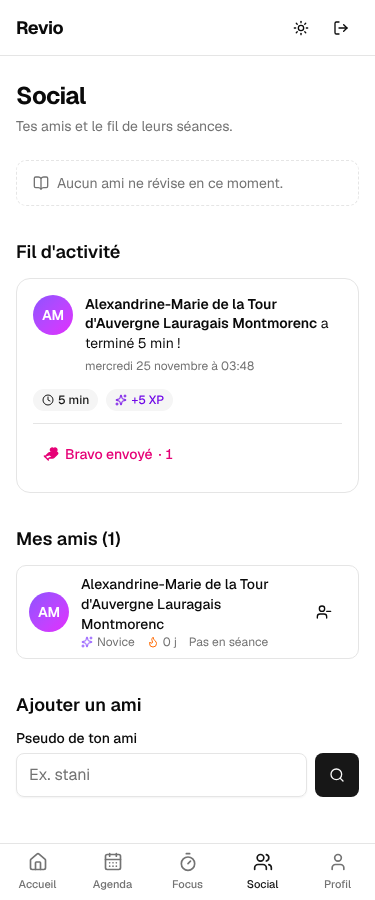 Revio
Social
Tes amis et le fil de leurs séances.
Aucun ami ne révise en ce moment.
Fil d'activité
AM
Alexandrine-Marie de la Tour
d'Auvergne Lauragais Montmorenc a
terminé 5 min !
mercredi 25 novembre à 03:48
5 min
+5 XP
Bravo envoyé · 1
Mes amis (1)
AM
Alexandrine-Marie de la Tour
d'Auvergne Lauragais
Montmorenc
Novice 0 j Pas en séance
Ajouter un ami
Pseudo de ton ami
Ex. stani
Accueil Agenda Focus Social Profil